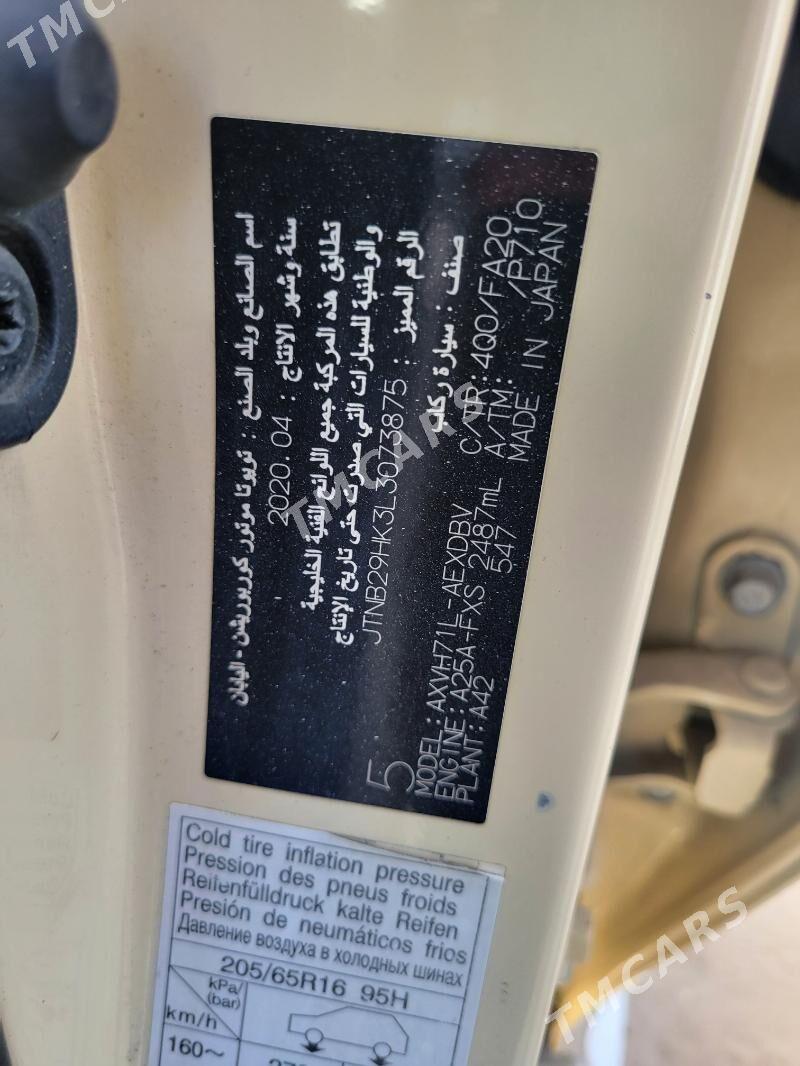 TMCARS
اسم الصانع وبلد الصنع : تويوتا موتور كوربوريشن - اليابان
سنة وشهر الانتاج : 2020.04
تطابق هذه المركبة جميع اللوائح الفنية الخليجية
والوطنية للسيارات التي صدرت حتى تاريخ الإنتاج
الرقم المميز : JTNB29HK3L3073875
صنف : سيارة ركاب
5
MODEL:AXVH71L-AEXDBV
C/TR:4Q0/FA20
ENGINE:A25A-FXS 2487mL
A/TM: /P710
PLANT:A42 547
MADE IN JAPAN
TMCARS
Cold tire inflation pressure
Pression des pneus froids
Reifenfülldruck kalte Reifen
Presión de neumáticos frios
Давление воздуха в холодных шинах
205/65R16 95H
kPa
(bar)
km/h
160~
TMCARS